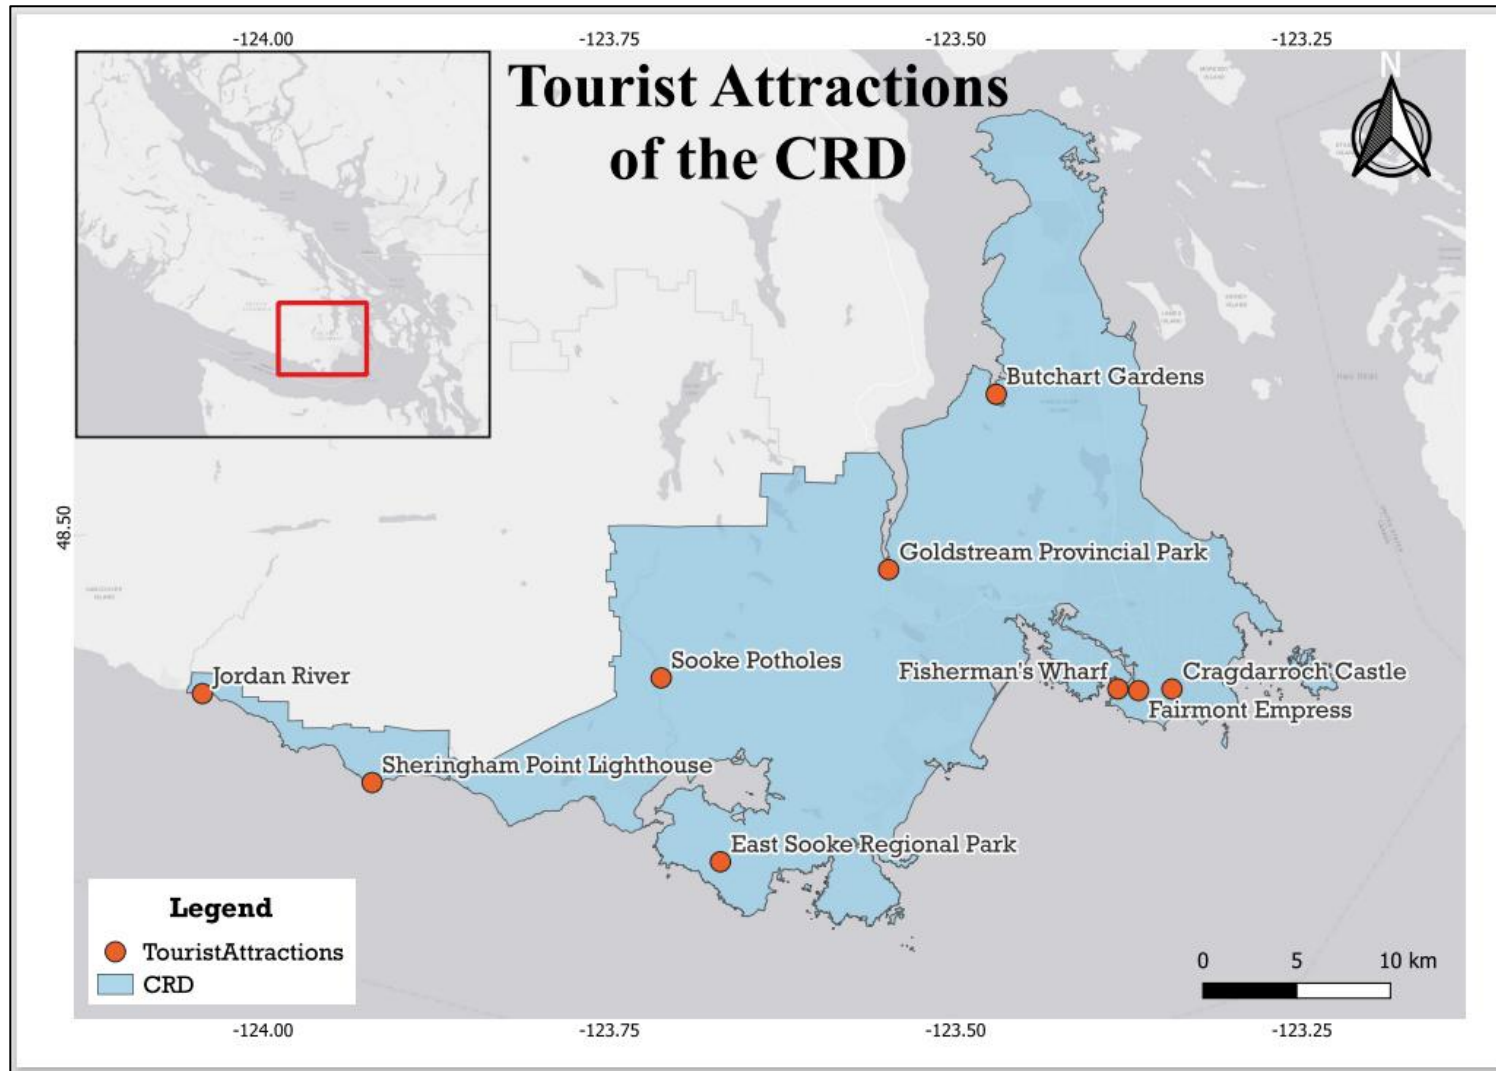 -124.00
-123.75
-123.50
-123.25
Tourist Attractions
of the CRD
N
Butchart Gardens
48.50
Goldstream Provincial Park
Sooke Potholes
Jordan River
Fisherman's Wharf
Cragdarroch Castle
Fairmont Empress
Sheringham Point Lighthouse
East Sooke Regional Park
Legend
TouristAttractions
CRD
0 5 10 km
-124.00
-123.75
-123.50
-123.25